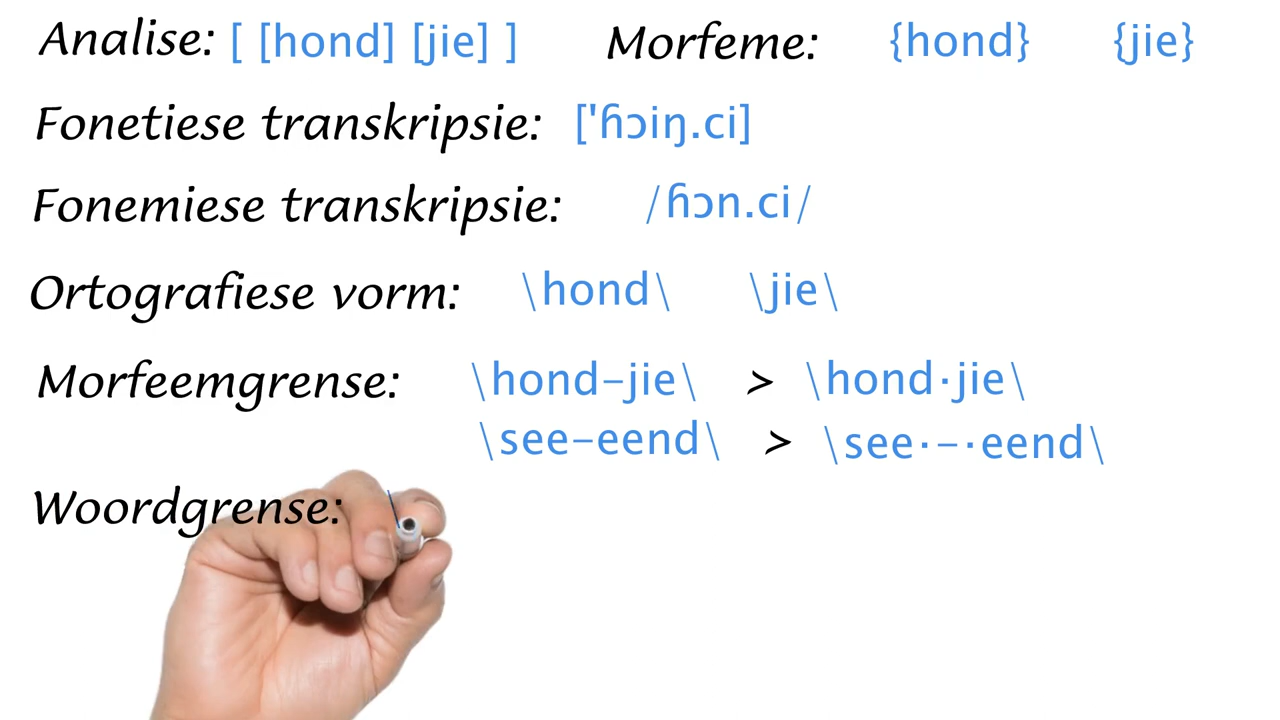 Analise: [ [hond] [jie] ] Morfeme: {hond} {jie}
Fonetiese transkripsie: ['ɦɔiŋ.ci]
Fonemiese transkripsie: /ɦɔn.ci/
Ortografiese vorm: \hond\ \jie\
Morfeemgrense: \hond-jie\ > \hond·jie\
\see-eend\ > \see·-·eend\
Woordgrense: \